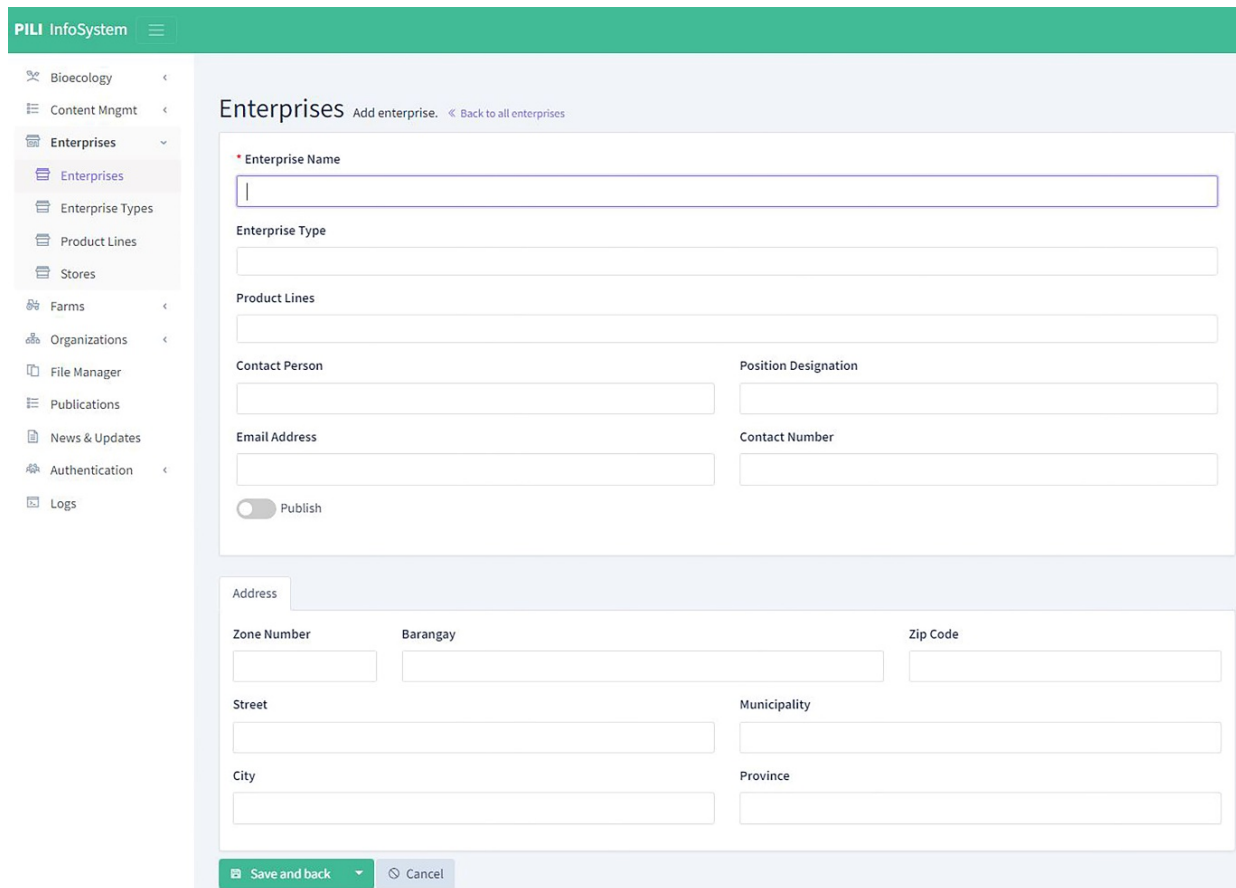 PILI InfoSystem
Bioecology
Content Mngmt
Enterprises
Enterprises
Enterprise Types
Product Lines
Stores
Farms
Organizations
File Manager
Publications
News & Updates
Authentication
Logs
Enterprises Add enterprise. « Back to all enterprises
* Enterprise Name
Enterprise Type
Product Lines
Contact Person Position Designation
Email Address Contact Number
Publish
Address
Zone Number Barangay Zip Code
Street Municipality
City Province
Save and back Cancel